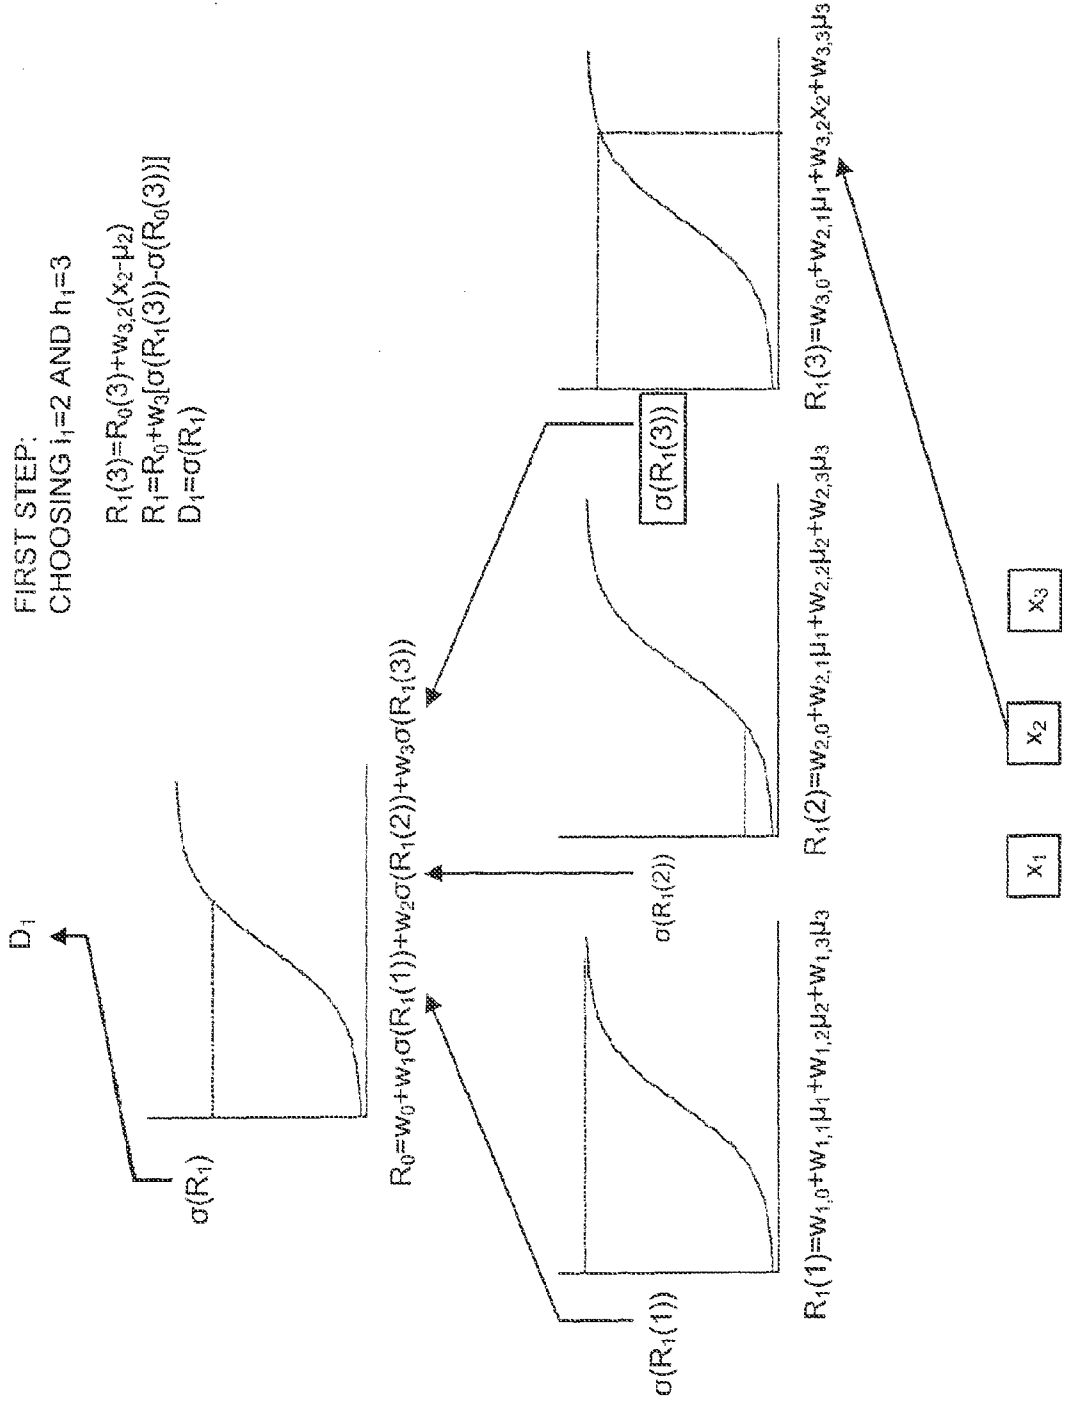 FIRST STEP:
CHOOSING i₁=2 AND h₁=3
R₁(3)=R₀(3)+w₃,₂(x₂-μ₂)
R₁=R₀+w₃[σ(R₁(3))-σ(R₀(3))]
D₁=σ(R₁)
D₁
σ(R₁)
R₀=w₀+w₁σ(R₁(1))+w₂σ(R₁(2))+w₃σ(R₁(3))
σ(R₁(1))
σ(R₁(2))
σ(R₁(3))
R₁(1)=w₁,₀+w₁,₁μ₁+w₁,₂μ₂+w₁,₃μ₃
R₁(2)=w₂,₀+w₂,₁μ₁+w₂,₂μ₂+w₂,₃μ₃
R₁(3)=w₃,₀+w₂,₁μ₁+w₃,₂x₂+w₃,₃μ₃
x₁
x₂
x₃